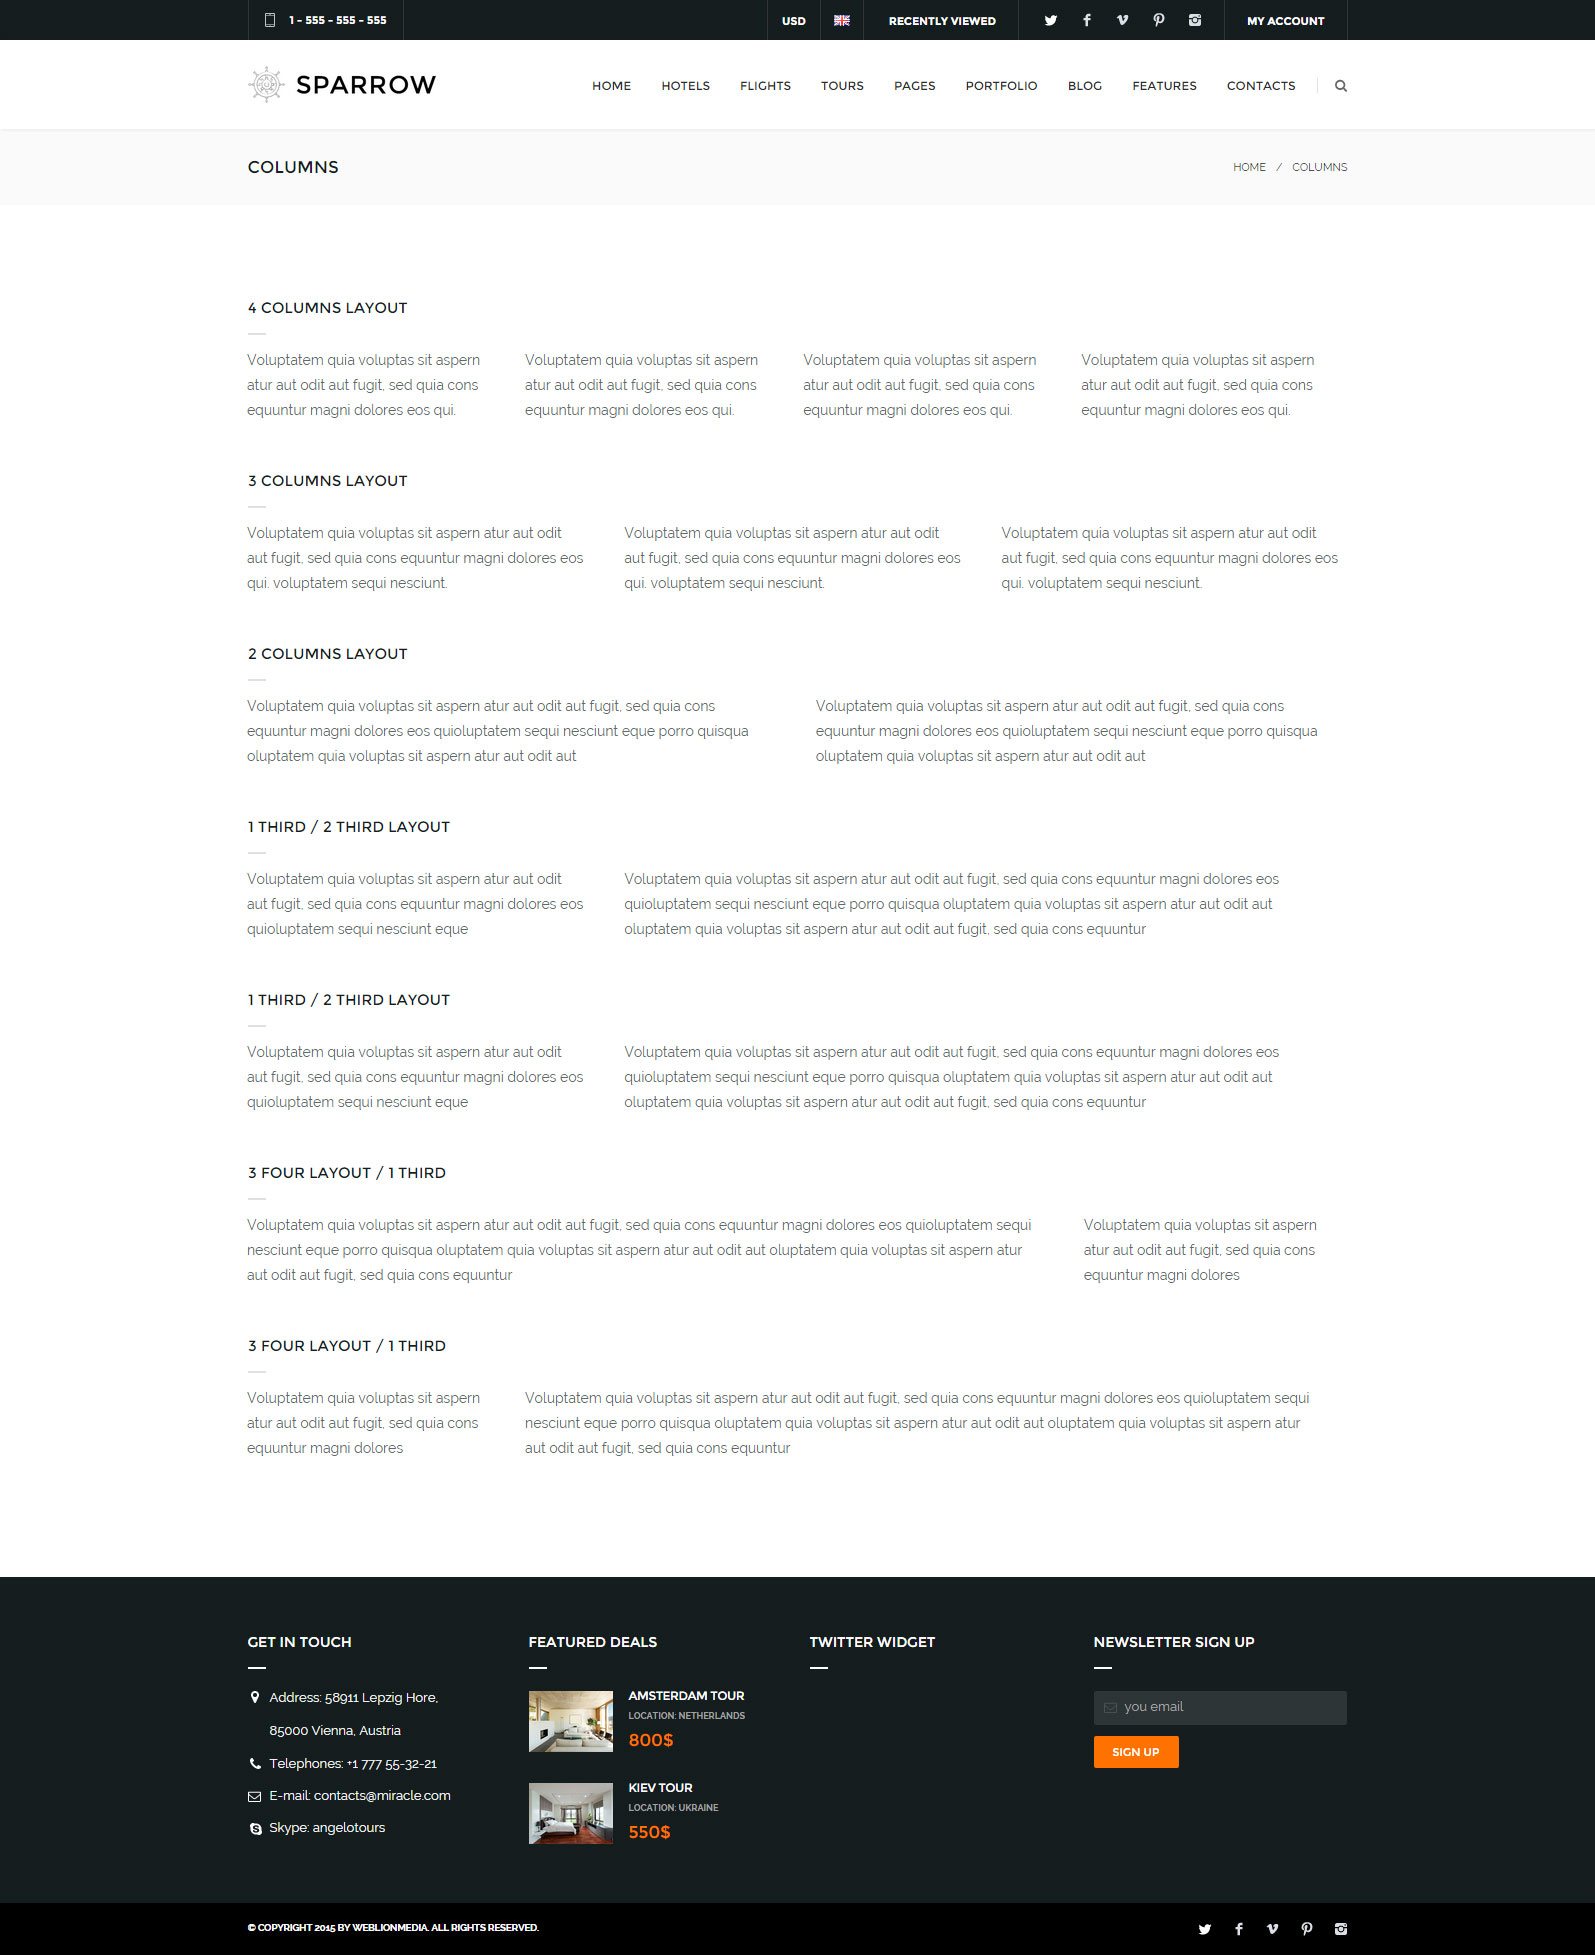 1 - 555 - 555 - 555
USD
RECENTLY VIEWED
MY ACCOUNT
SPARROW
HOME HOTELS FLIGHTS TOURS PAGES PORTFOLIO BLOG FEATURES CONTACTS
COLUMNS
HOME / COLUMNS
4 COLUMNS LAYOUT
Voluptatem quia voluptas sit aspern
atur aut odit aut fugit, sed quia cons
equuntur magni dolores eos qui.
Voluptatem quia voluptas sit aspern
atur aut odit aut fugit, sed quia cons
equuntur magni dolores eos qui.
Voluptatem quia voluptas sit aspern
atur aut odit aut fugit, sed quia cons
equuntur magni dolores eos qui.
Voluptatem quia voluptas sit aspern
atur aut odit aut fugit, sed quia cons
equuntur magni dolores eos qui.
3 COLUMNS LAYOUT
Voluptatem quia voluptas sit aspern atur aut odit
aut fugit, sed quia cons equuntur magni dolores eos
qui. voluptatem sequi nesciunt.
Voluptatem quia voluptas sit aspern atur aut odit
aut fugit, sed quia cons equuntur magni dolores eos
qui. voluptatem sequi nesciunt.
Voluptatem quia voluptas sit aspern atur aut odit
aut fugit, sed quia cons equuntur magni dolores eos
qui. voluptatem sequi nesciunt.
2 COLUMNS LAYOUT
Voluptatem quia voluptas sit aspern atur aut odit aut fugit, sed quia cons
equuntur magni dolores eos quioluptatem sequi nesciunt eque porro quisqua
oluptatem quia voluptas sit aspern atur aut odit aut
Voluptatem quia voluptas sit aspern atur aut odit aut fugit, sed quia cons
equuntur magni dolores eos quioluptatem sequi nesciunt eque porro quisqua
oluptatem quia voluptas sit aspern atur aut odit aut
1 THIRD / 2 THIRD LAYOUT
Voluptatem quia voluptas sit aspern atur aut odit
aut fugit, sed quia cons equuntur magni dolores eos
quioluptatem sequi nesciunt eque
Voluptatem quia voluptas sit aspern atur aut odit aut fugit, sed quia cons equuntur magni dolores eos
quioluptatem sequi nesciunt eque porro quisqua oluptatem quia voluptas sit aspern atur aut odit aut
oluptatem quia voluptas sit aspern atur aut odit aut fugit, sed quia cons equuntur
1 THIRD / 2 THIRD LAYOUT
Voluptatem quia voluptas sit aspern atur aut odit
aut fugit, sed quia cons equuntur magni dolores eos
quioluptatem sequi nesciunt eque
Voluptatem quia voluptas sit aspern atur aut odit aut fugit, sed quia cons equuntur magni dolores eos
quioluptatem sequi nesciunt eque porro quisqua oluptatem quia voluptas sit aspern atur aut odit aut
oluptatem quia voluptas sit aspern atur aut odit aut fugit, sed quia cons equuntur
3 FOUR LAYOUT / 1 THIRD
Voluptatem quia voluptas sit aspern atur aut odit aut fugit, sed quia cons equuntur magni dolores eos quioluptatem sequi
nesciunt eque porro quisqua oluptatem quia voluptas sit aspern atur aut odit aut oluptatem quia voluptas sit aspern atur
aut odit aut fugit, sed quia cons equuntur
Voluptatem quia voluptas sit aspern
atur aut odit aut fugit, sed quia cons
equuntur magni dolores
3 FOUR LAYOUT / 1 THIRD
Voluptatem quia voluptas sit aspern
atur aut odit aut fugit, sed quia cons
equuntur magni dolores
Voluptatem quia voluptas sit aspern atur aut odit aut fugit, sed quia cons equuntur magni dolores eos quioluptatem sequi
nesciunt eque porro quisqua oluptatem quia voluptas sit aspern atur aut odit aut oluptatem quia voluptas sit aspern atur
aut odit aut fugit, sed quia cons equuntur
GET IN TOUCH
Address: 58911 Lepzig Hore,
85000 Vienna, Austria
Telephones: +1 777 55-32-21
E-mail: contacts@miracle.com
Skype: angelotours
FEATURED DEALS
AMSTERDAM TOUR
LOCATION: NETHERLANDS
800$
KIEV TOUR
LOCATION: UKRAINE
550$
TWITTER WIDGET
NEWSLETTER SIGN UP
you email
SIGN UP
© COPYRIGHT 2015 BY WEBLIONMEDIA. ALL RIGHTS RESERVED.